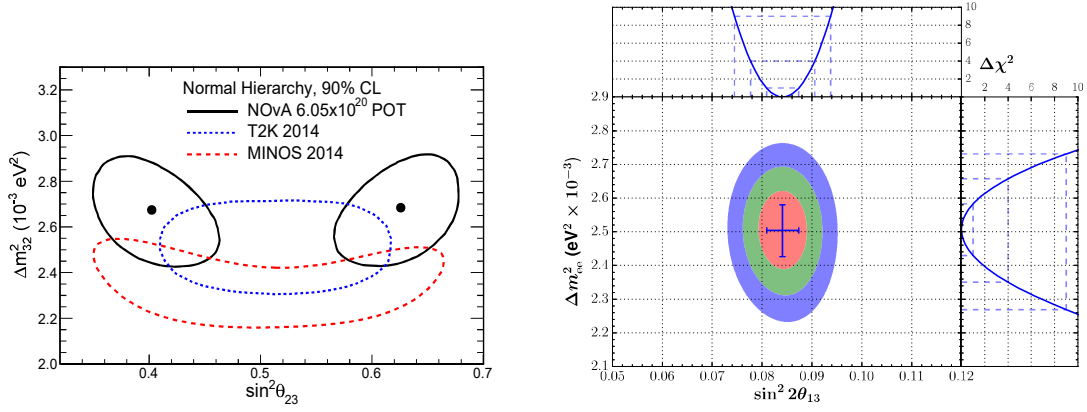 Normal Hierarchy, 90% CL
NOvA 6.05x10²⁰ POT
T2K 2014
MINOS 2014
Δm²₃₂ (10⁻³ eV²)
3.2
3.0
2.8
2.6
2.4
2.2
2.0
0.4 0.5 0.6 0.7
sin²θ₂₃
10
8
6
4
2
Δχ²
2 4 6 8 10
Δm²ₑₑ (eV² × 10⁻³)
2.9
2.8
2.7
2.6
2.5
2.4
2.3
2.2
2.1
0.05 0.06 0.07 0.08 0.09 0.10 0.11 0.12
sin² 2θ₁₃